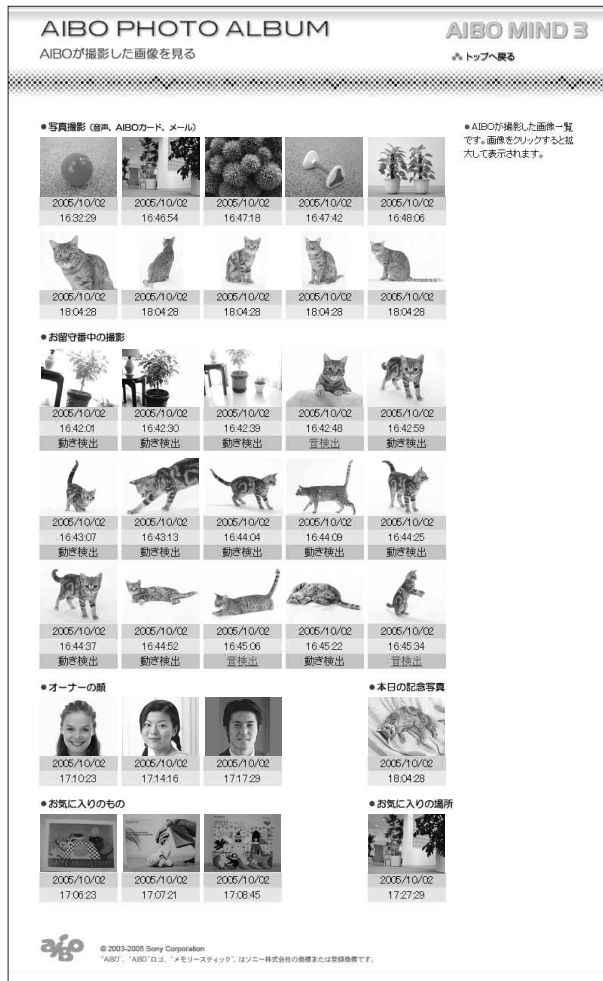 AIBO PHOTO ALBUM
AIBO MIND 3
AIBOが撮影した画像を見る
トップへ戻る
●写真撮影（音声、AIBOカード、メール）
●AIBOが撮影した画像一覧
です。画像をクリックすると拡
大して表示されます。
2005/10/02 2005/10/02 2005/10/02 2005/10/02 2005/10/02
16:32:29 16:46:54 16:47:18 16:47:42 16:48:06
2005/10/02 2005/10/02 2005/10/02 2005/10/02 2005/10/02
18:04:28 18:04:28 18:04:28 18:04:28 18:04:28
●お留守番中の撮影
2005/10/02 2005/10/02 2005/10/02 2005/10/02 2005/10/02
16:42:01 16:42:30 16:42:39 16:42:48 16:42:59
動き検出 動き検出 動き検出 音検出 動き検出
2005/10/02 2005/10/02 2005/10/02 2005/10/02 2005/10/02
16:43:07 16:43:13 16:44:04 16:44:09 16:44:25
動き検出 動き検出 動き検出 動き検出 動き検出
2005/10/02 2005/10/02 2005/10/02 2005/10/02 2005/10/02
16:44:37 16:44:52 16:45:06 16:45:22 16:45:34
動き検出 動き検出 音検出 動き検出 音検出
●オーナーの顔 ●本日の記念写真
2005/10/02 2005/10/02 2005/10/02 2005/10/02
17:10:23 17:14:16 17:17:29 18:04:28
●お気に入りのもの ●お気に入りの場所
2005/10/02 2005/10/02 2005/10/02 2005/10/02
17:06:23 17:07:21 17:08:45 17:27:29
aiBO
© 2003-2005 Sony Corporation
"AIBO"、"AIBO"ロゴ、"メモリースティック"、はソニー株式会社の商標または登録商標です。